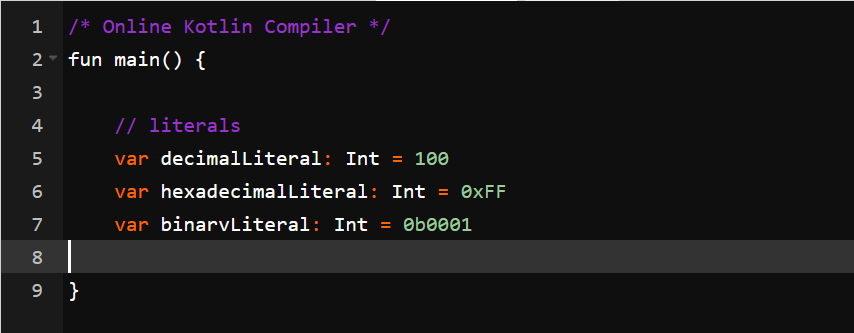 1 /* Online Kotlin Compiler */
2 fun main() {
3
4 // literals
5 var decimalLiteral: Int = 100
6 var hexadecimalLiteral: Int = 0xFF
7 var binarvLiteral: Int = 0b0001
8
9 }